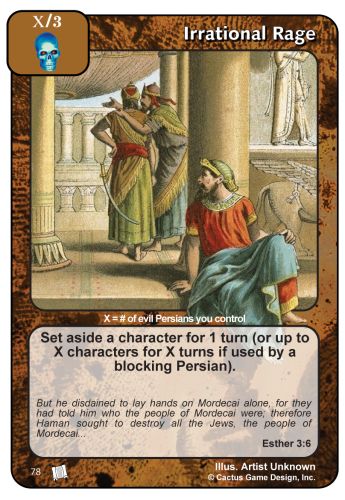 X/3
Irrational Rage
X = # of evil Persians you control
Set aside a character for 1 turn (or up to
X characters for X turns if used by a
blocking Persian).
But he disdained to lay hands on Mordecai alone, for they
had told him who the people of Mordecai were; therefore
Haman sought to destroy all the Jews, the people of
Mordecai...
Esther 3:6
78
Illus. Artist Unknown
© Cactus Game Design, Inc.